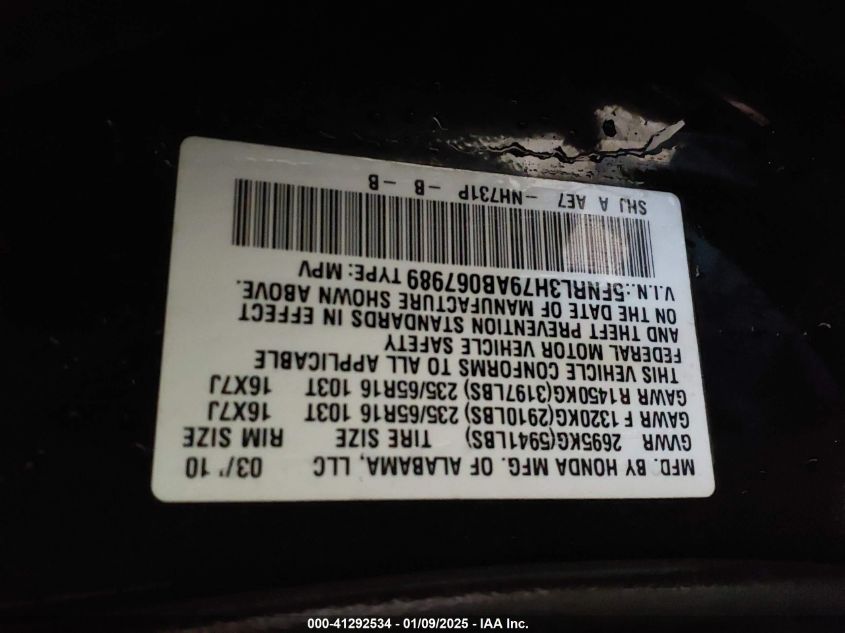 MFD. BY HONDA MFG. OF ALABAMA, LLC 03/'10
GVWR 2695KG(5941LBS) TIRE SIZE RIM SIZE
GAWR F 1320KG(2910LBS) 235/65R16 103T 16X7J
GAWR R1450KG(3197LBS) 235/65R16 103T 16X7J
THIS VEHICLE CONFORMS TO ALL APPLICABLE
FEDERAL MOTOR VEHICLE SAFETY
AND THEFT PREVENTION STANDARDS IN EFFECT
ON THE DATE OF MANUFACTURE SHOWN ABOVE.
V.I.N.:5FNRL3H79AB067989 TYPE: MPV
SHJ A AE7 -NH731P -B -B
000-41292534 - 01/09/2025 - IAA Inc.